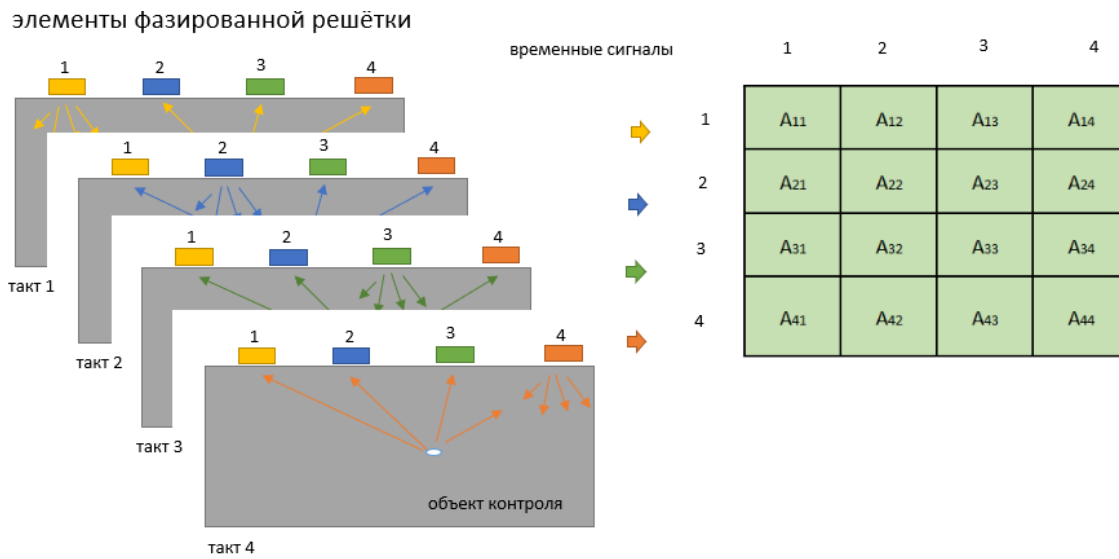 элементы фазированной решётки
временные сигналы
1 2 3 4
1 2 3 4
такт 1
1 2 3 4
такт 2
1 2 3 4
такт 3
1 2 3 4
объект контроля
такт 4
1 A11 A12 A13 A14
2 A21 A22 A23 A24
3 A31 A32 A33 A34
4 A41 A42 A43 A44